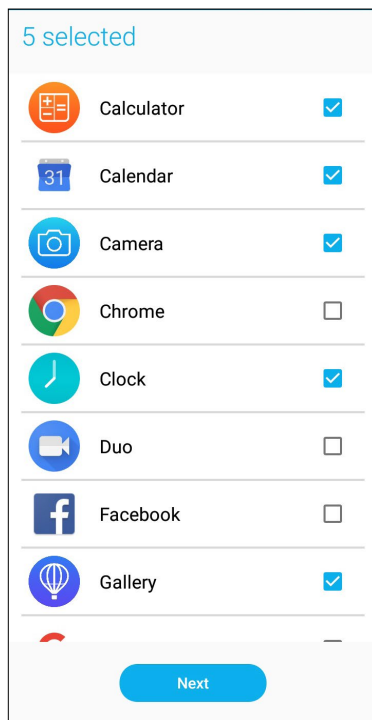 5 selected
Calculator
31
Calendar
Camera
Chrome
Clock
Duo
Facebook
Gallery
Next